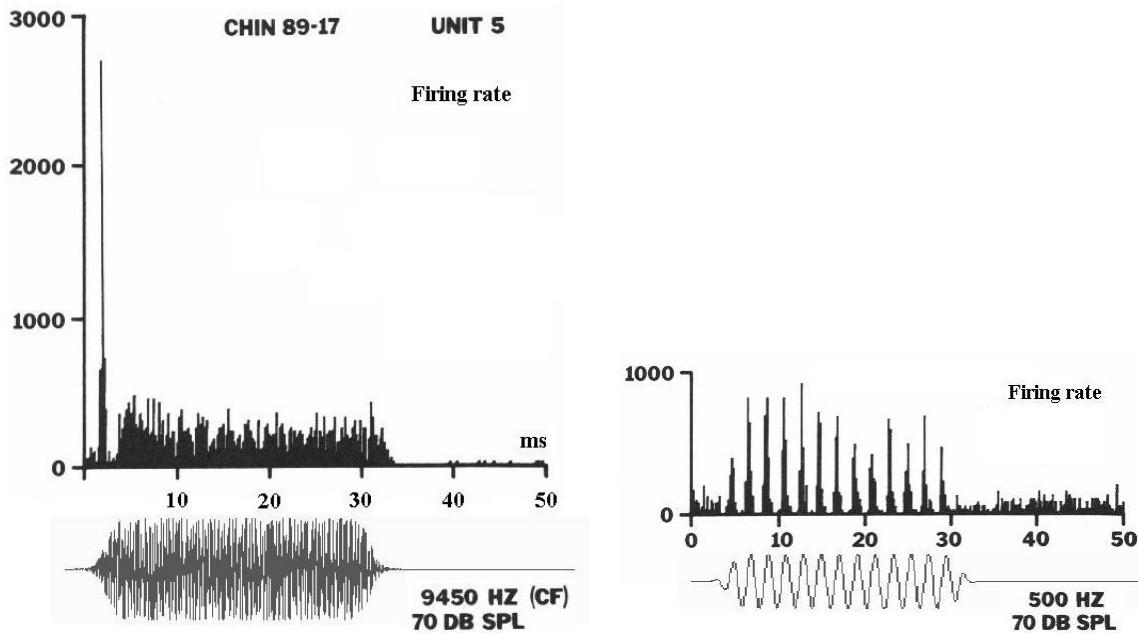 3000
CHIN 89-17 UNIT 5
Firing rate
2000
1000
0
ms
10 20 30 40 50
9450 HZ (CF)
70 DB SPL
1000
Firing rate
0
0 10 20 30 40 50
500 HZ
70 DB SPL